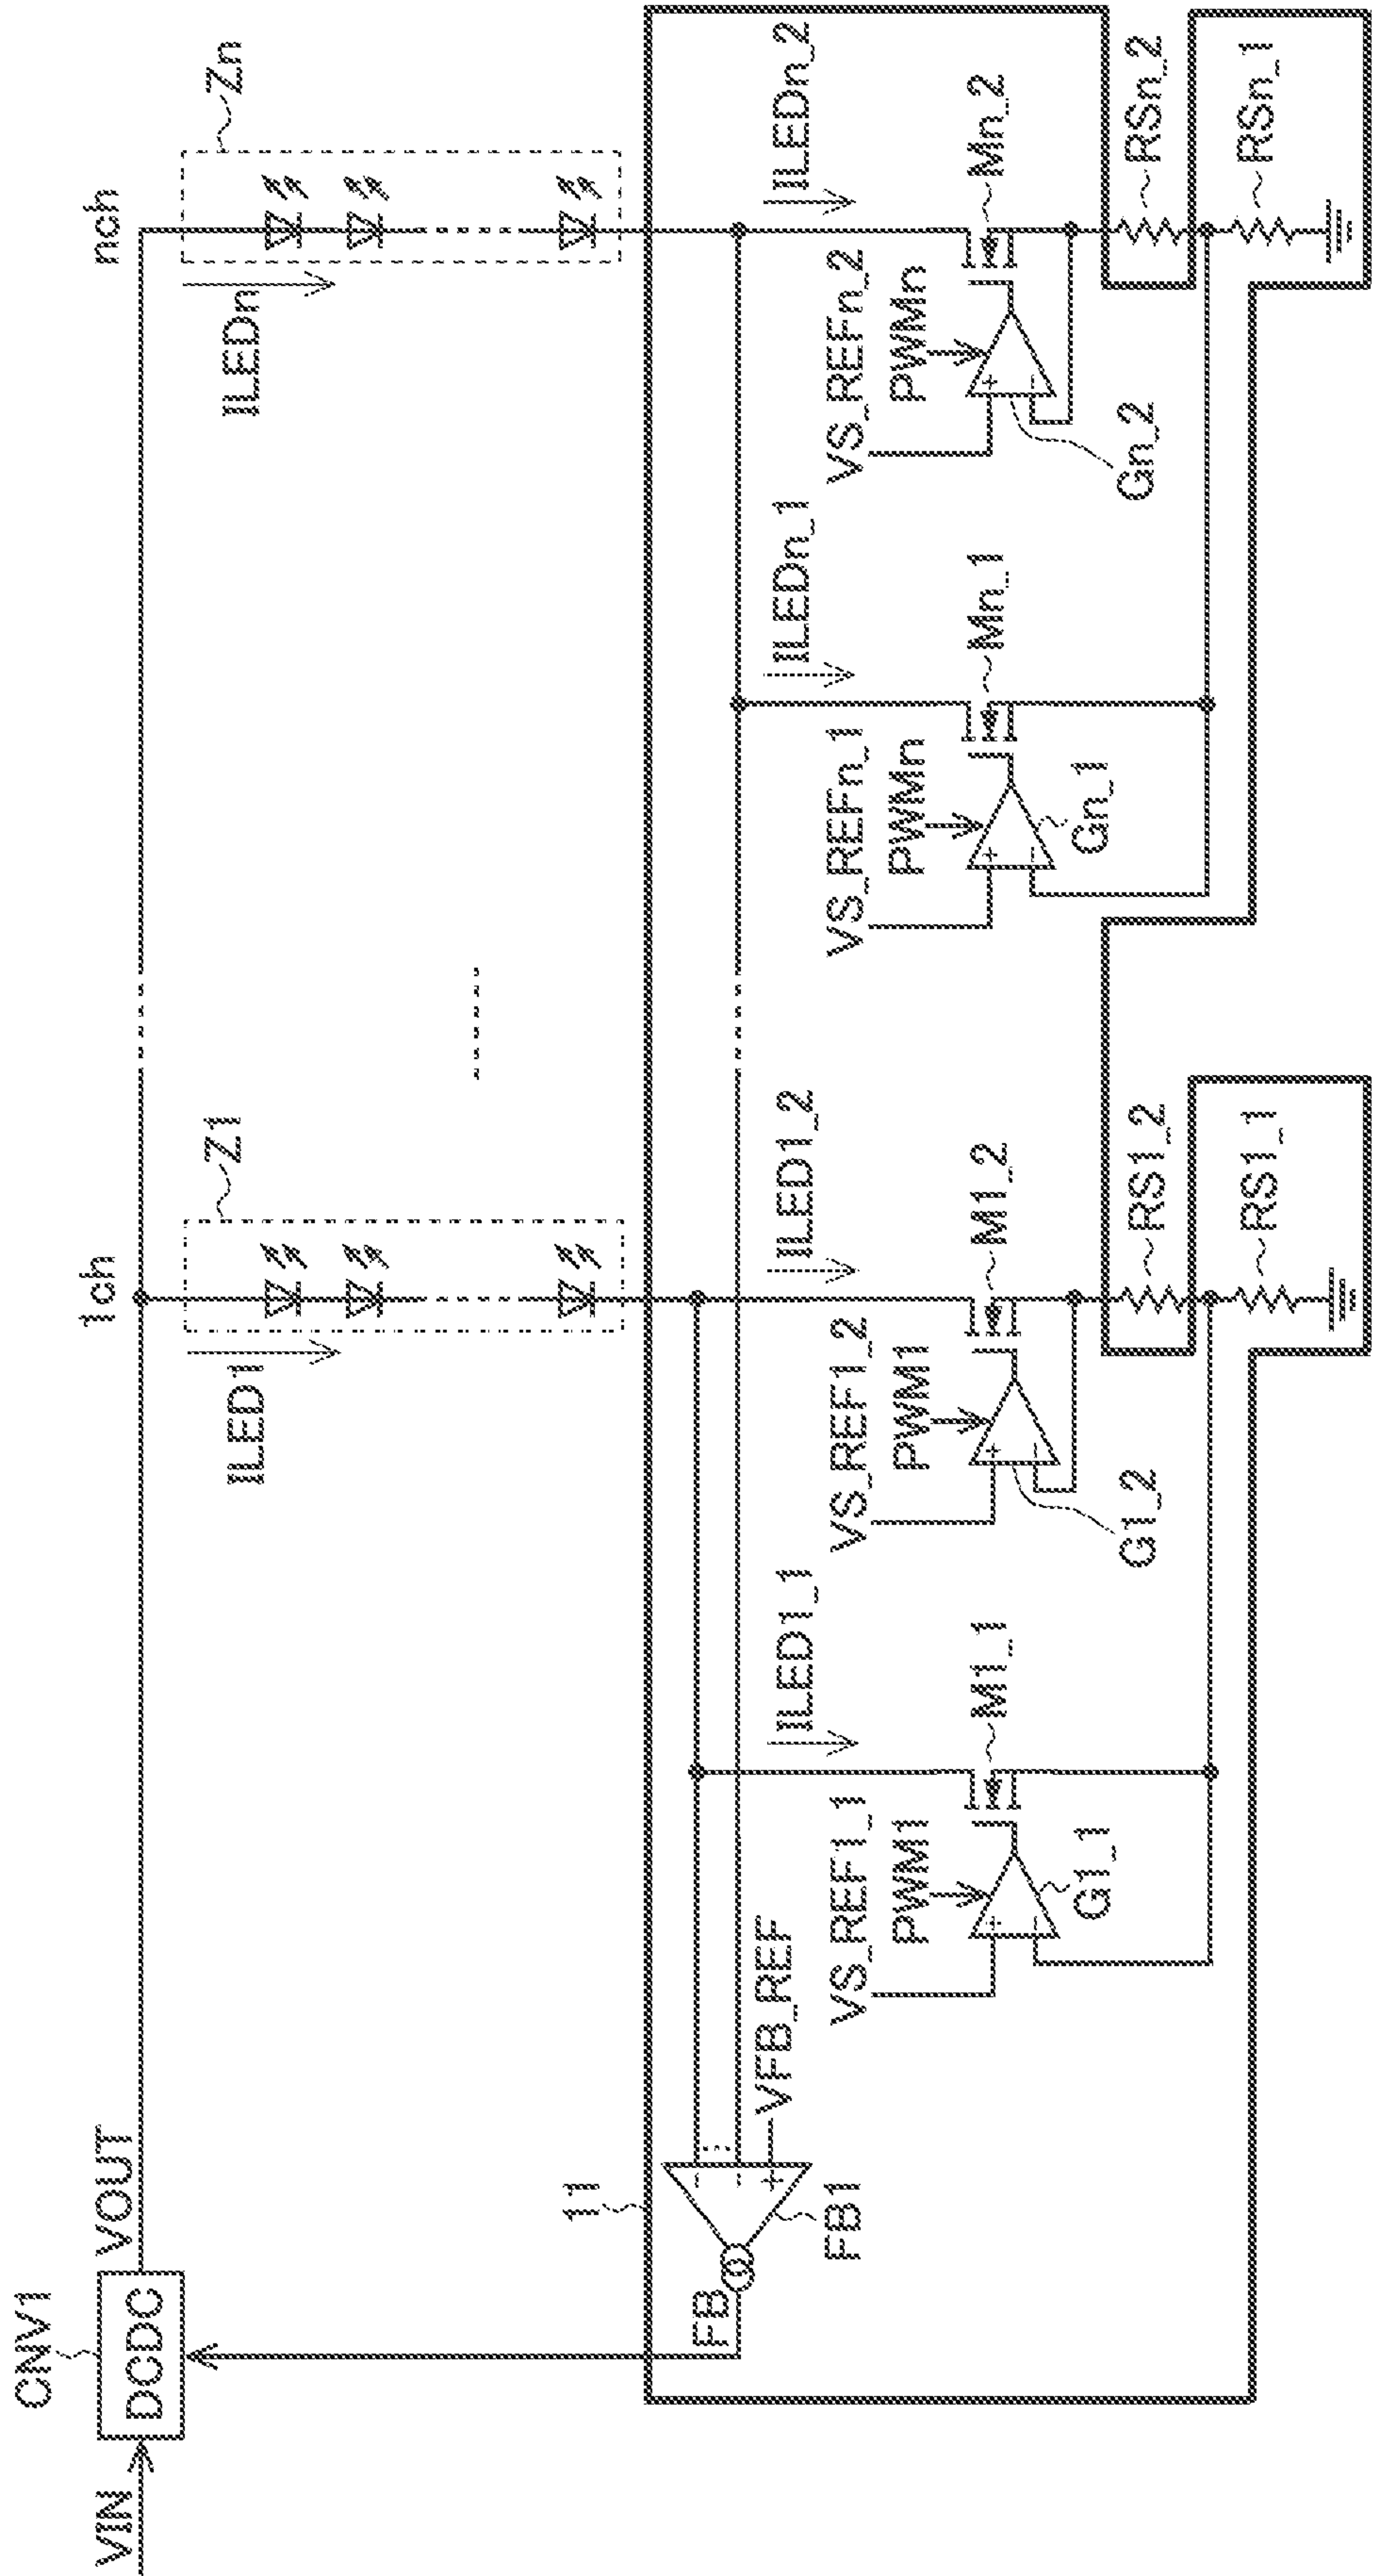 CNV1
VIN
DCDC
VOUT
1ch
nch
Z1
Zn
ILED1
ILEDn
11
FB
FB1
VFB_REF
ILED1_1
ILED1_2
ILEDn_1
ILEDn_2
VS_REF1_1
PWM1
VS_REF1_2
PWM1
VS_REFn_1
PWMn
VS_REFn_2
PWMn
M1_1
M1_2
Mn_1
Mn_2
G1_1
G1_2
Gn_1
Gn_2
RS1_2
RSn_2
RS1_1
RSn_1